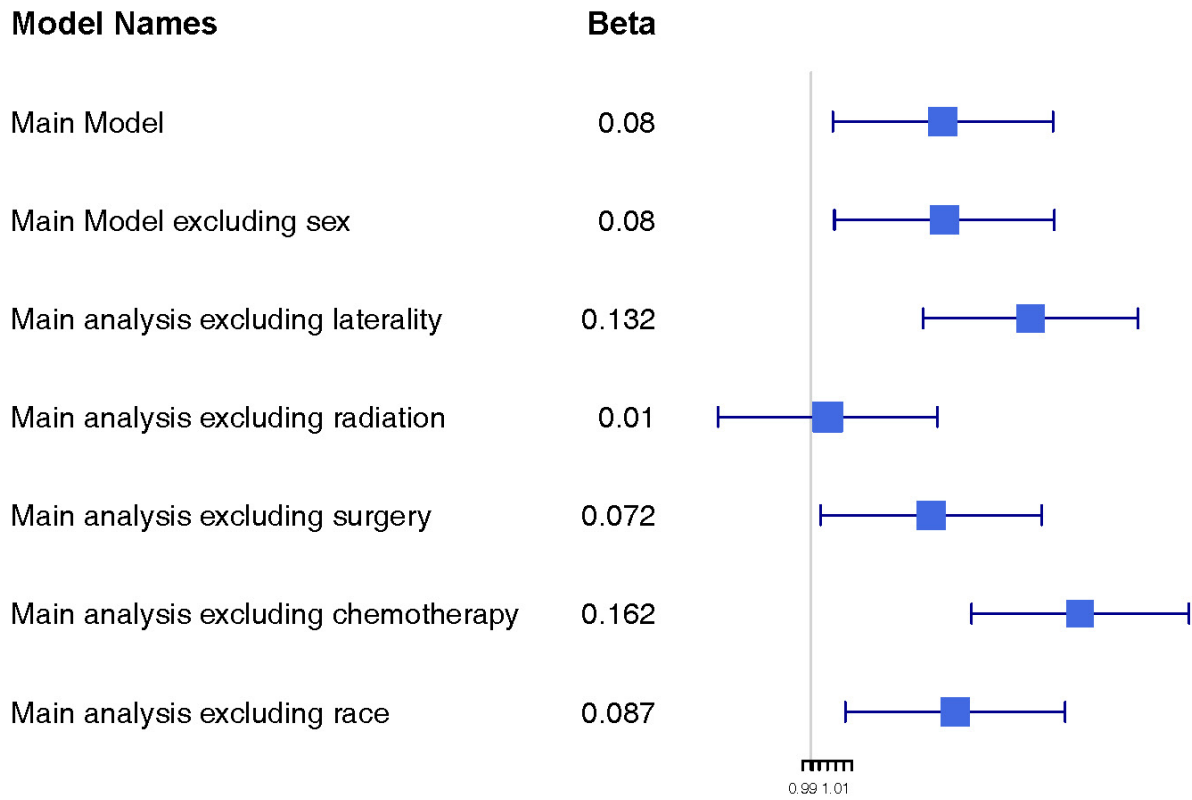 Model Names Beta
Main Model 0.08
Main Model excluding sex 0.08
Main analysis excluding laterality 0.132
Main analysis excluding radiation 0.01
Main analysis excluding surgery 0.072
Main analysis excluding chemotherapy 0.162
Main analysis excluding race 0.087
0.99 1.01